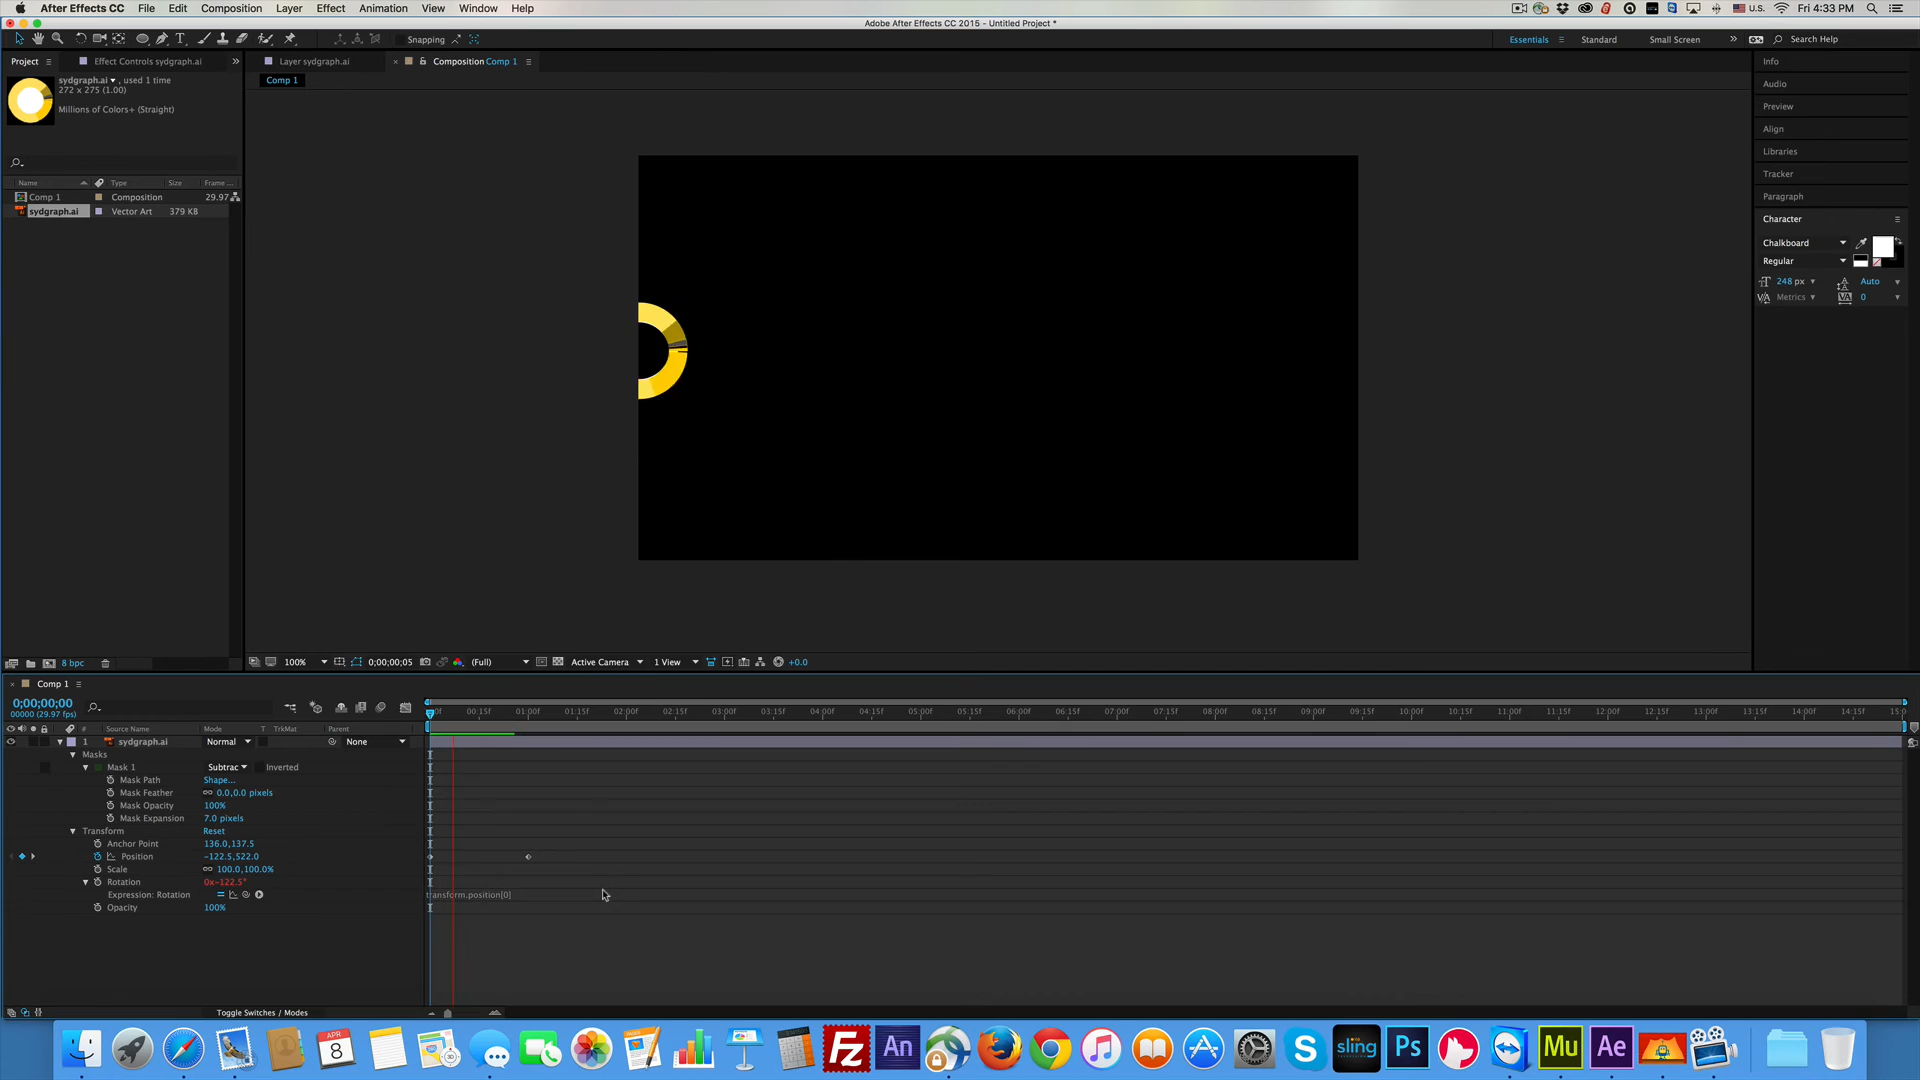 After Effects CC File Edit Composition Layer Effect Animation View Window Help U.S. Fri 4:33 PM
Adobe After Effects CC 2015 - Untitled Project *
Snapping Essentials Standard Small Screen Search Help
Project Effect Controls sydgraph.ai Layer sydgraph.ai Composition Comp 1 Info
sydgraph.ai , used 1 time Comp 1
272 x 275 (1.00) Audio
Millions of Colors+ (Straight) Preview
Align
Libraries
Tracker
Name Type Size Frame ...
Comp 1 Composition 29.97 Paragraph
sydgraph.ai Vector Art 379 KB
Character
Chalkboard
Regular
248 px Auto
Metrics 0
8 bpc 100% 0;00;00;05 (Full) Active Camera 1 View +0.0
Comp 1
0;00;00;00
00000 (29.97 fps) 00:15f 01:00f 01:15f 02:00f 02:15f 03:00f 03:15f 04:00f 04:15f 05:00f 05:15f 06:00f 06:15f 07:00f 07:15f 08:00f 08:15f 09:00f 09:15f 10:00f 10:15f 11:00f 11:15f 12:00f 12:15f 13:00f 13:15f 14:00f 14:15f
# Source Name Mode T TrkMat Parent
1 sydgraph.ai Normal None
Masks
Mask 1 Subtrac Inverted
Mask Path Shape...
Mask Feather 0.0,0.0 pixels
Mask Opacity 100%
Mask Expansion 7.0 pixels
Transform Reset
Anchor Point 136.0,137.5
Position -122.5,522.0
Scale 100.0,100.0%
Rotation 0x-122.5°
Expression: Rotation transform.position[0]
Opacity 100%
Toggle Switches / Modes
APR
8 3D Fz An S sling Ps Mu Ae